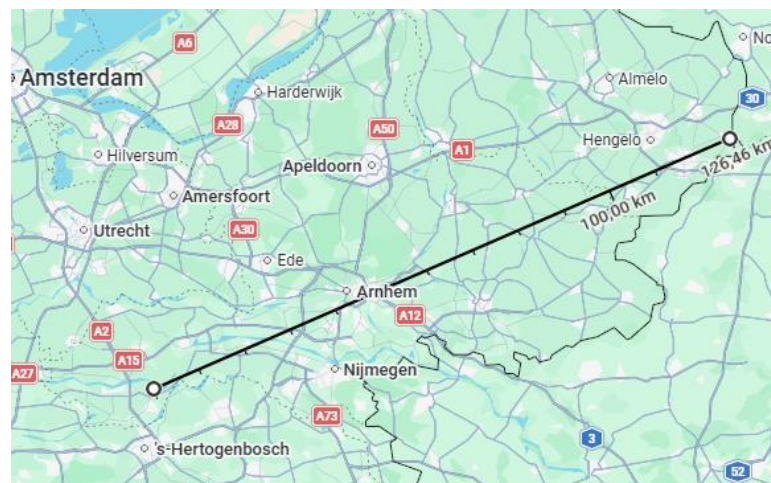 A6
No
Amsterdam
Almelo
Harderwijk
30
A28
A50
Hengelo
Hilversum
A1
Apeldoorn
126,46 km
Amersfoort
100,00 km
Utrecht
A30
Ede
Arnhem
A12
A2
A15
Nijmegen
A27
A73
3
's-Hertogenbosch
52